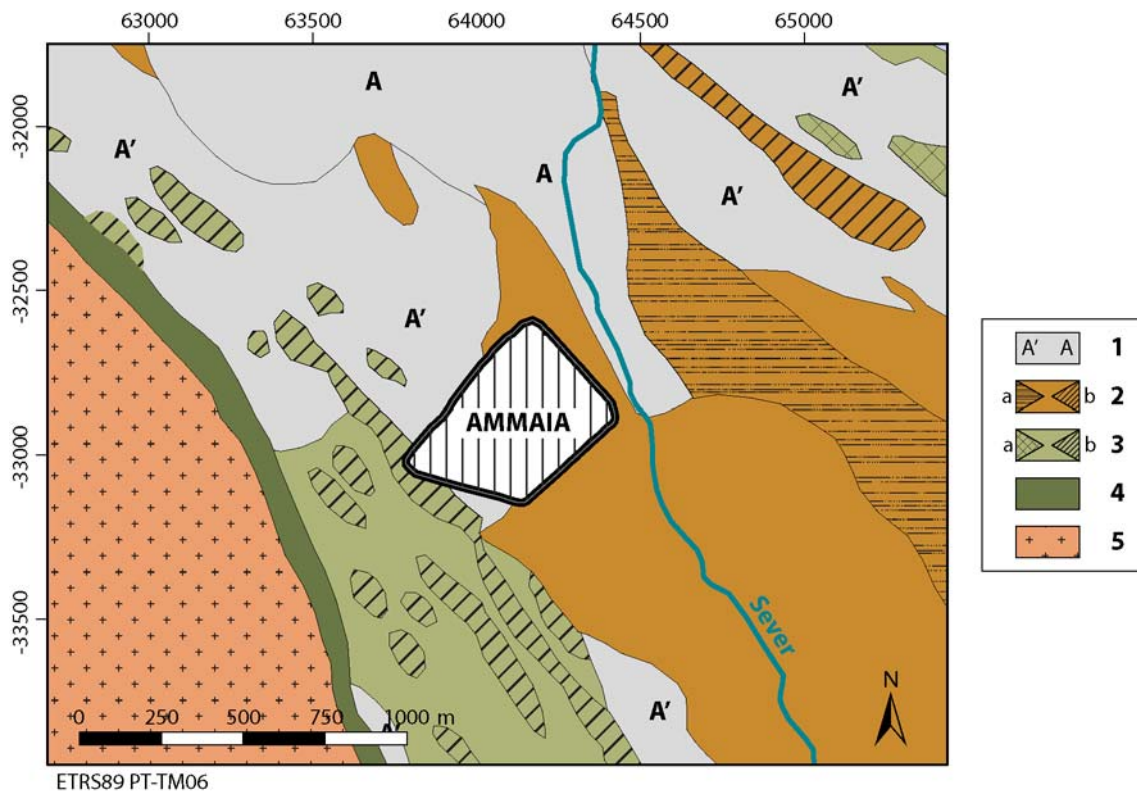 63000 63500 64000 64500 65000
-32000
-32500
-33000
-33500
A
A'
A'
A
A'
A'
AMMAIA
Sever
A'
A'
N
0 250 500 750 1000 m
ETRS89 PT-TM06
A' A 1
a b 2
a b 3
4
5